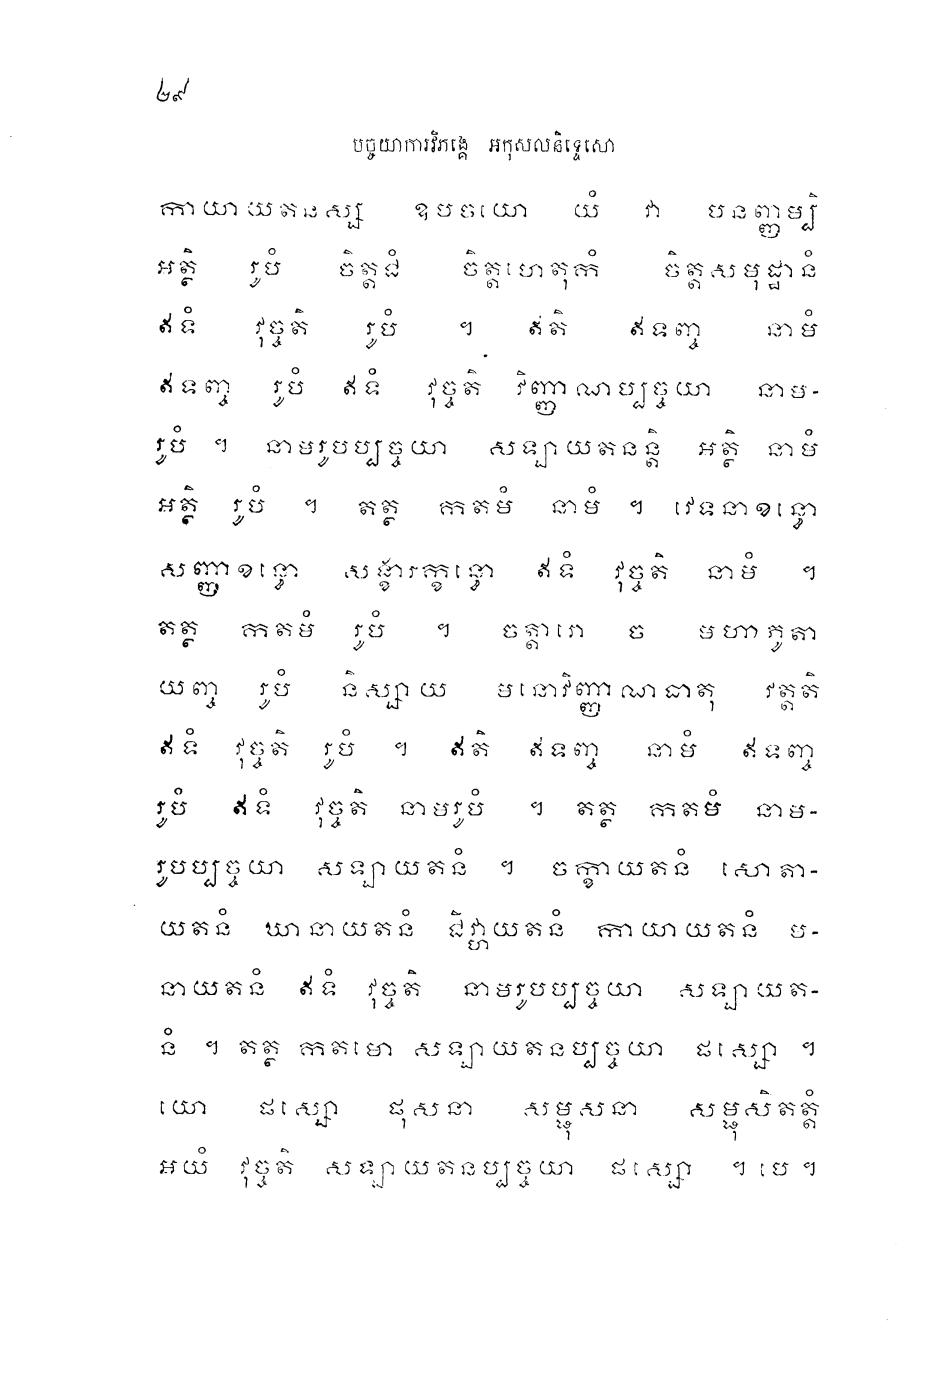 ៤៩
បច្ចយាការវិភង្គេ អកុសលនិទ្ទេសោ
កាយាយតនស្ស ឧបចយោ យំ វា បនញ្ញម្បិ
អត្ថិ រូបំ ចិត្តជំ ចិត្តហេតុកំ ចិត្តសមុដ្ឋានំ
ឥទំ វុច្ចតិ រូបំ ។ ឥតិ ឥទញ្ច នាមំ
ឥទញ្ច រូបំ ឥទំ វុច្ចតិ វិញ្ញាណប្បច្ចយា នាម-
រូបំ ។ នាមរូបប្បច្ចយា សឡាយតនន្តិ អត្ថិ នាមំ
អត្ថិ រូបំ ។ តត្ថ កតមំ នាមំ ។ វេទនាខន្ធោ
សញ្ញាខន្ធោ សង្ខារក្ខន្ធោ ឥទំ វុច្ចតិ នាមំ ។
តត្ថ កតមំ រូបំ ។ ចត្តារោ ច មហាភូតា
យញ្ច រូបំ និស្សាយ មនោវិញ្ញាណធាតុ វត្តតិ
ឥទំ វុច្ចតិ រូបំ ។ ឥតិ ឥទញ្ច នាមំ ឥទញ្ច
រូបំ ឥទំ វុច្ចតិ នាមរូបំ ។ តត្ថ កតមំ នាម-
រូបប្បច្ចយា សឡាយតនំ ។ ចក្ខាយតនំ សោតា-
យតនំ ឃានាយតនំ ជិវ្ហាយតនំ កាយាយតនំ ម-
នាយតនំ ឥទំ វុច្ចតិ នាមរូបប្បច្ចយា សឡាយត-
នំ ។ តត្ថ កតមោ សឡាយតនប្បច្ចយា ផស្សោ ។
យោ ផស្សោ ផុសនា សម្ផុសនា សម្ផុសិតត្តំ
អយំ វុច្ចតិ សឡាយតនប្បច្ចយា ផស្សោ ។ បេ ។